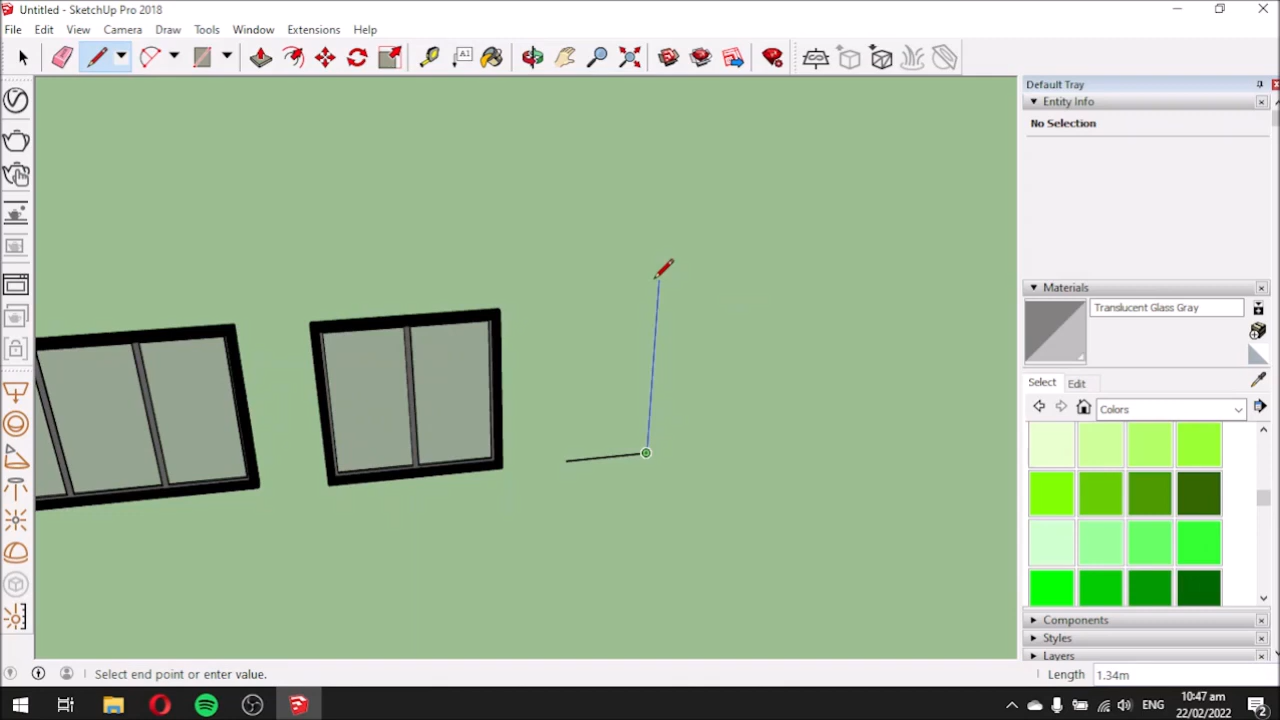 Untitled - SketchUp Pro 2018
File Edit View Camera Draw Tools Window Extensions Help
A1
Default Tray
Entity Info
No Selection
Materials
Translucent Glass Gray
Select Edit
Colors
Components
Styles
Layers
Select end point or enter value.
Length 1.34m
ENG
10:47 am
22/02/2022
2